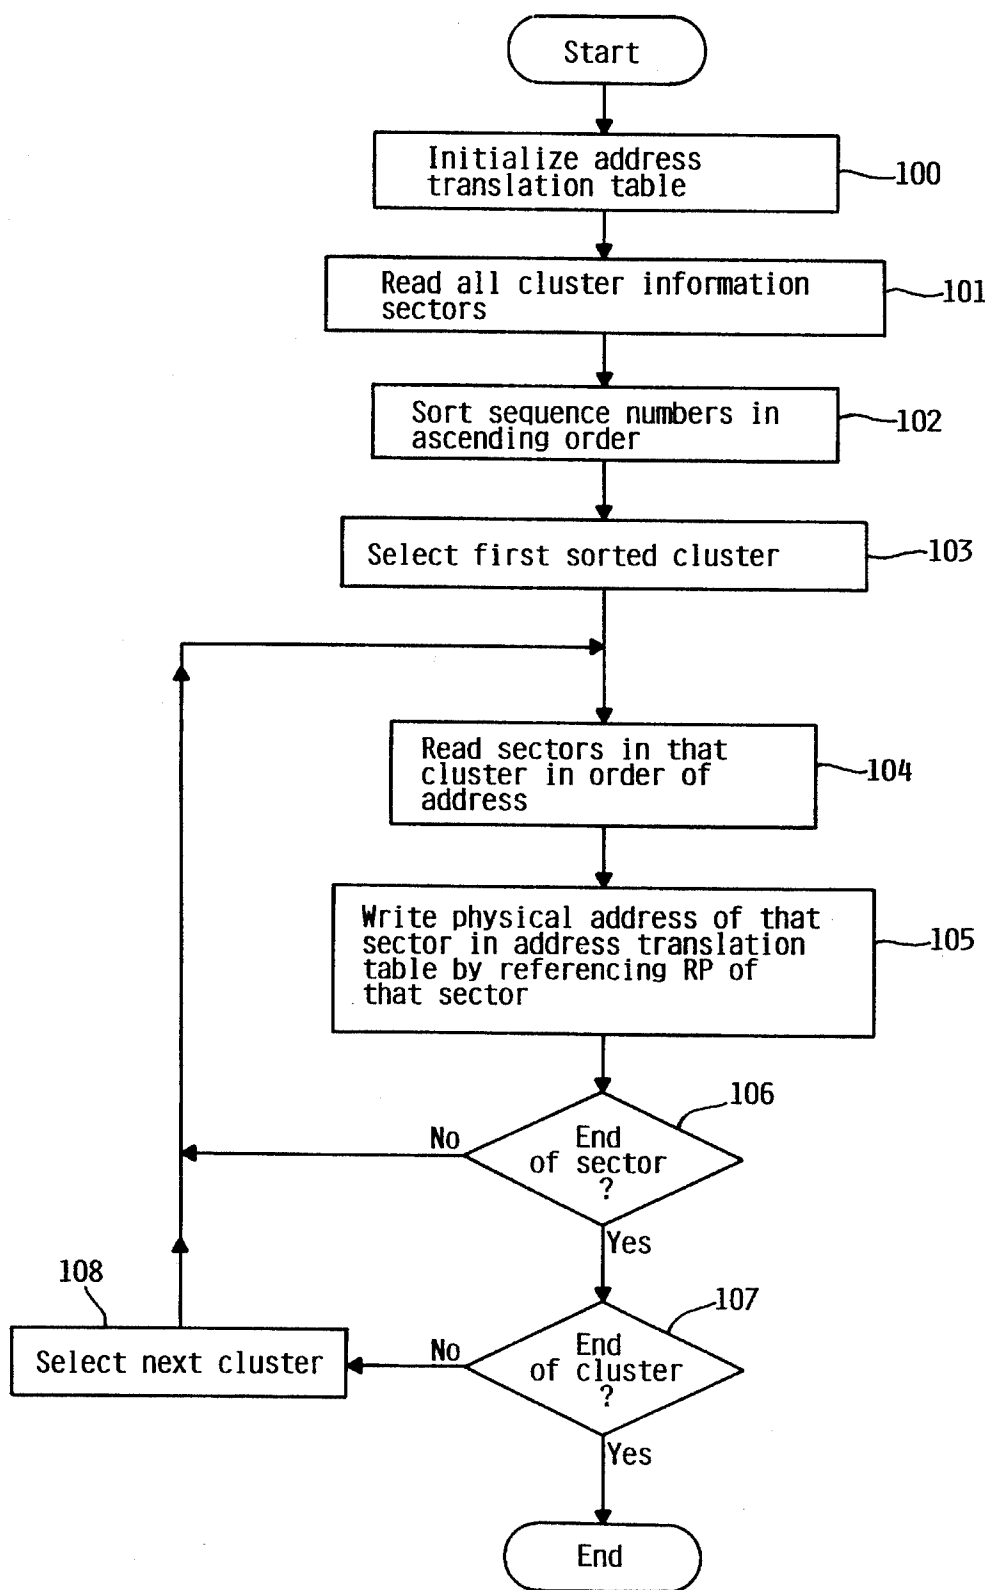 Start
Initialize address
translation table
100
Read all cluster information
sectors
101
Sort sequence numbers in
ascending order
102
Select first sorted cluster
103
Read sectors in that
cluster in order of
address
104
Write physical address of that
sector in address translation
table by referencing RP of
that sector
105
106
No
End
of sector
?
Yes
108
107
Select next cluster
No
End
of cluster
?
Yes
End